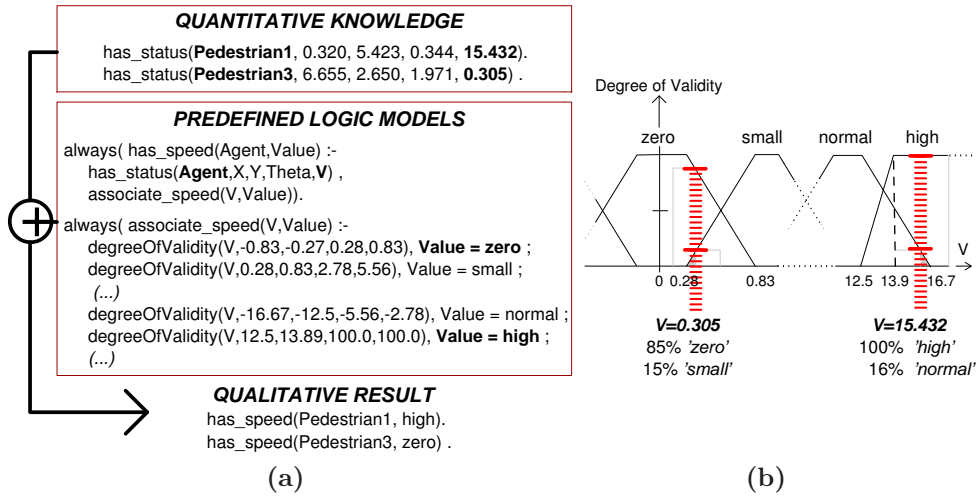 QUANTITATIVE KNOWLEDGE
has_status(Pedestrian1, 0.320, 5.423, 0.344, 15.432).
has_status(Pedestrian3, 6.655, 2.650, 1.971, 0.305) .
PREDEFINED LOGIC MODELS
always( has_speed(Agent,Value) :-
has_status(Agent,X,Y,Theta,V) ,
associate_speed(V,Value)).
always( associate_speed(V,Value) :-
degreeOfValidity(V,-0.83,-0.27,0.28,0.83), Value = zero ;
degreeOfValidity(V,0.28,0.83,2.78,5.56), Value = small ;
(...)
degreeOfValidity(V,-16.67,-12.5,-5.56,-2.78), Value = normal ;
degreeOfValidity(V,12.5,13.89,100.0,100.0), Value = high ;
(...)
QUALITATIVE RESULT
has_speed(Pedestrian1, high).
has_speed(Pedestrian3, zero) .
(a)
Degree of Validity
zero small normal high
V
0 0.28 0.83 12.5 13.9 16.7
V=0.305 V=15.432
85% 'zero' 100% 'high'
15% 'small' 16% 'normal'
(b)